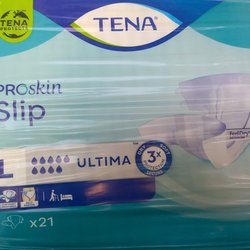 TENA
PROTECTS
TENA
PROskin
Slip
L
ULTIMA
3x
x21